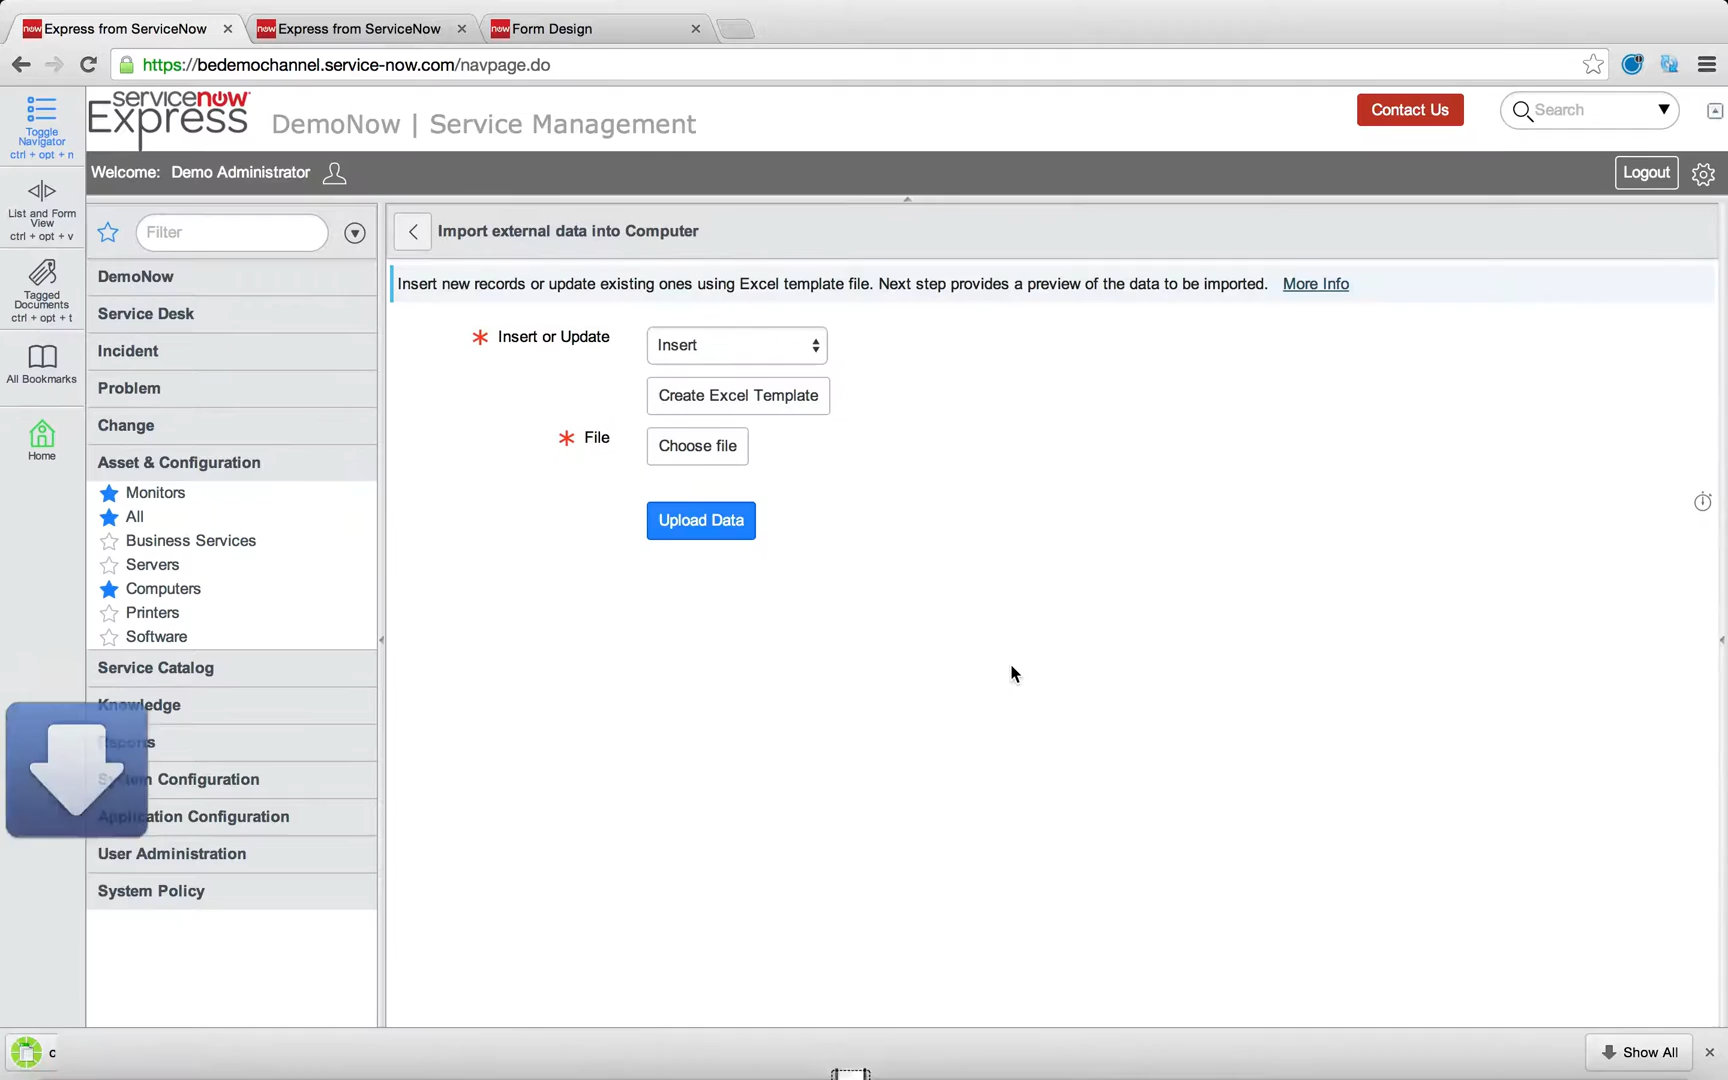 Express from ServiceNow
Express from ServiceNow
Form Design
https://bedemochannel.service-now.com/navpage.do
Toggle
Navigator
ctrl + opt + n
servicenow
Express
DemoNow | Service Management
Contact Us
Search
Welcome: Demo Administrator
Logout
List and Form
View
ctrl + opt + v
Tagged
Documents
ctrl + opt + t
All Bookmarks
Home
Filter
DemoNow
Service Desk
Incident
Problem
Change
Asset & Configuration
Monitors
All
Business Services
Servers
Computers
Printers
Software
Service Catalog
Knowledge
Reports
System Configuration
Application Configuration
User Administration
System Policy
Import external data into Computer
Insert new records or update existing ones using Excel template file. Next step provides a preview of the data to be imported. More Info
Insert or Update
Insert
Create Excel Template
File
Choose file
Upload Data
c
Show All